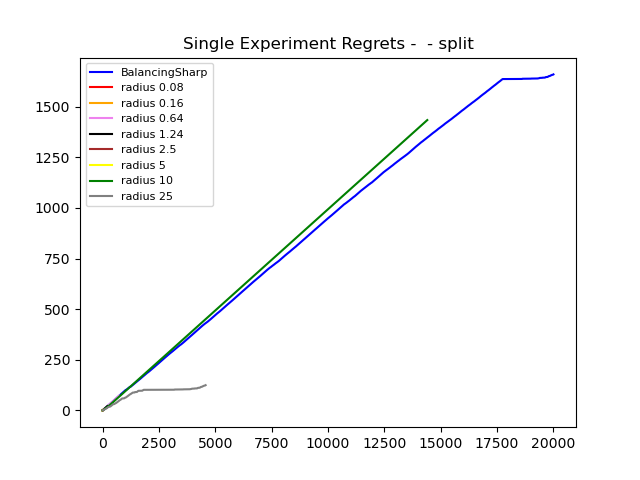 Single Experiment Regrets -  - split
BalancingSharp
radius 0.08
radius 0.16
radius 0.64
radius 1.24
radius 2.5
radius 5
radius 10
radius 25
1500
1250
1000
750
500
250
0
0 2500 5000 7500 10000 12500 15000 17500 20000